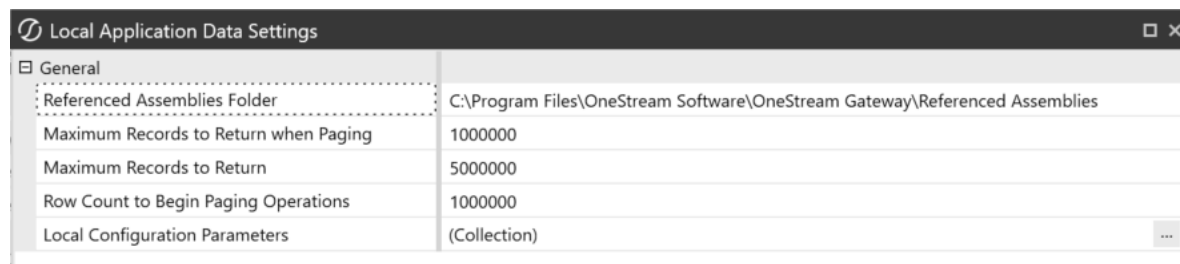 Local Application Data Settings
General
Referenced Assemblies Folder C:\Program Files\OneStream Software\OneStream Gateway\Referenced Assemblies
Maximum Records to Return when Paging 1000000
Maximum Records to Return 5000000
Row Count to Begin Paging Operations 1000000
Local Configuration Parameters (Collection) ...